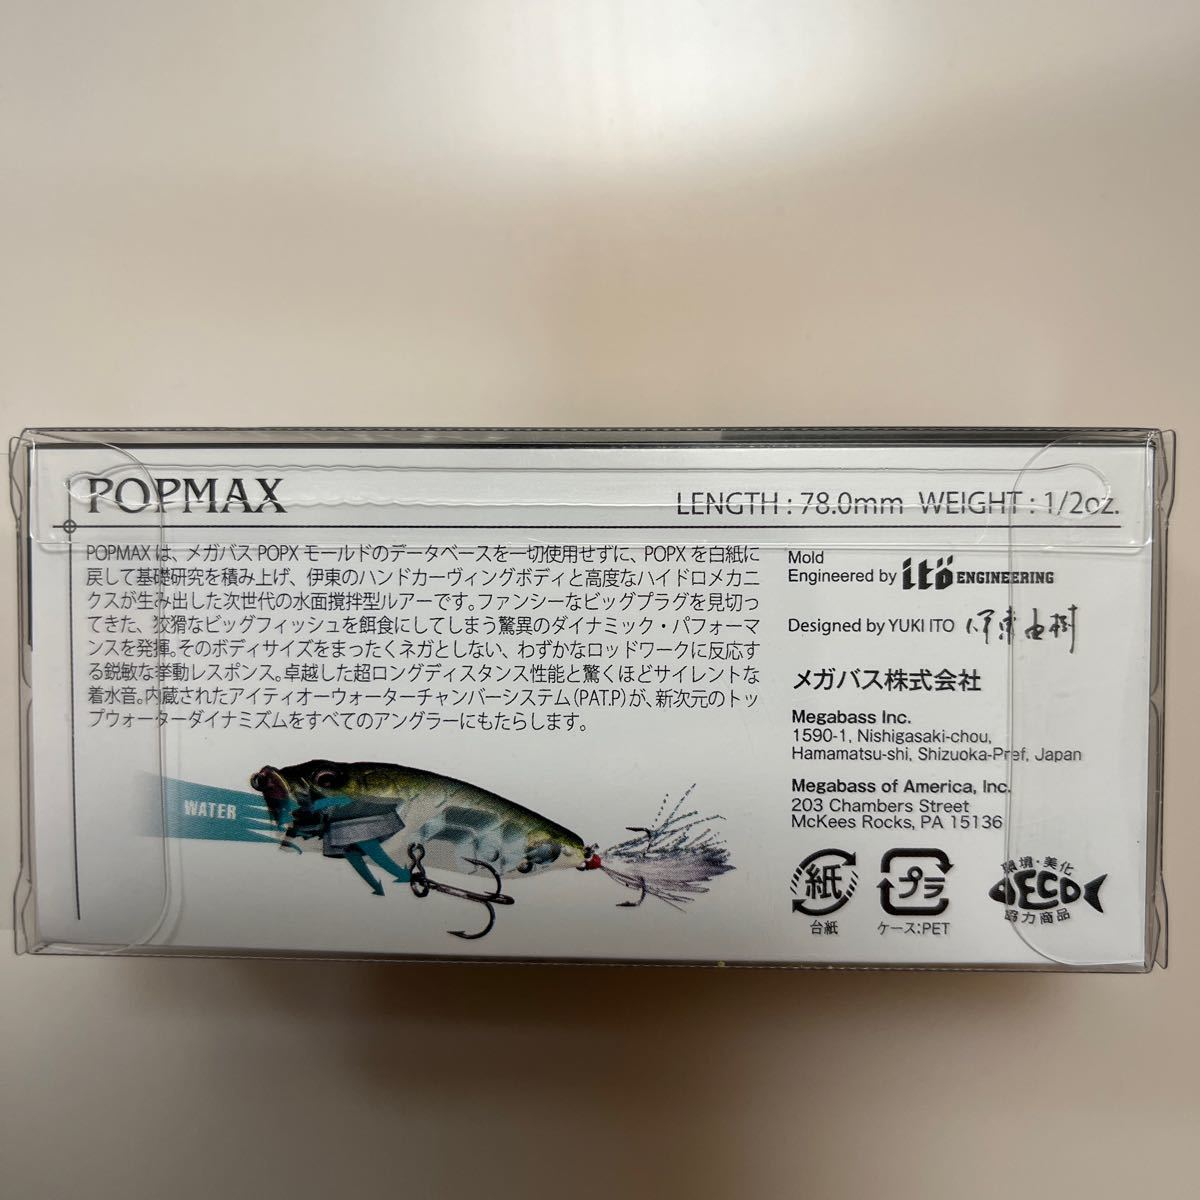 POPMAX
LENGTH : 78.0mm WEIGHT : 1/2oz.
POPMAX は、メガバス POPX モールドのデータベースを一切使用せずに、POPX を白紙に
戻して基礎研究を積み上げ、伊東のハンドカーヴィングボディと高度なハイドロメカニ
クスが生み出した次世代の水面撹拌型ルアーです。ファンシーなビッグプラグを見切っ
てきた、狡猾なビッグフィッシュを餌食にしてしまう驚異のダイナミック・パフォーマ
ンスを発揮。そのボディサイズをまったくネガとしない、わずかなロッドワークに反応す
る鋭敏な挙動レスポンス。卓越した超ロングディスタンス性能と驚くほどサイレントな
着水音。内蔵されたアイティオーウォーターチャンバーシステム(PAT.P)が、新次元のトッ
プウォーターダイナミズムをすべてのアングラーにもたらします。
WATER
Mold
Engineered by itö ENGINEERING
Designed by YUKI ITO 伊東由樹
メガバス株式会社
Megabass Inc.
1590-1, Nishigasaki-chou,
Hamamatsu-shi, Shizuoka-Pref, Japan
Megabass of America, Inc.
203 Chambers Street
McKees Rocks, PA 15136
紙
台紙
プラ
ケース:PET
環境・美化
ECO
協力商品